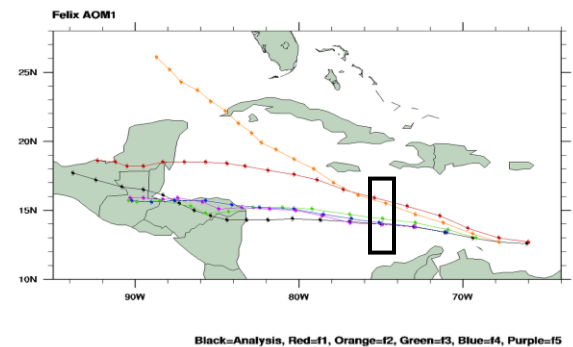 Felix AOM1
25N
20N
15N
10N
90W 80W 70W
Black=Analysis, Red=f1, Orange=f2, Green=f3, Blue=f4, Purple=f5